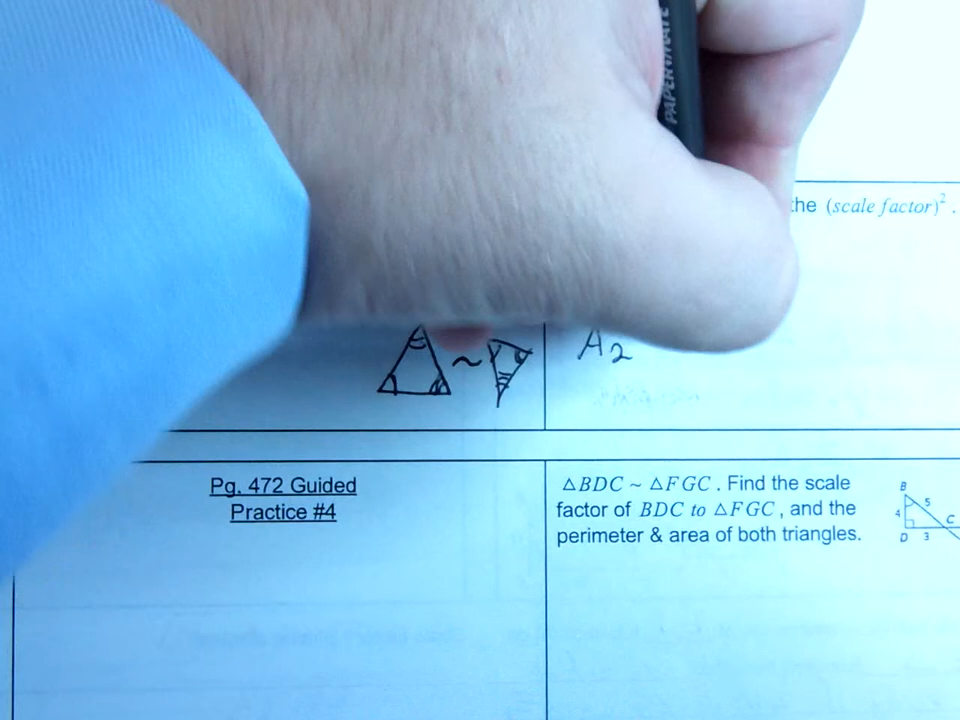 PAPERMATE
the (scale factor)² .
~
A₂
Pg. 472 Guided
Practice #4
△BDC ~ △FGC . Find the scale
factor of BDC to △FGC , and the
perimeter & area of both triangles.
B
5
4
C
D 3